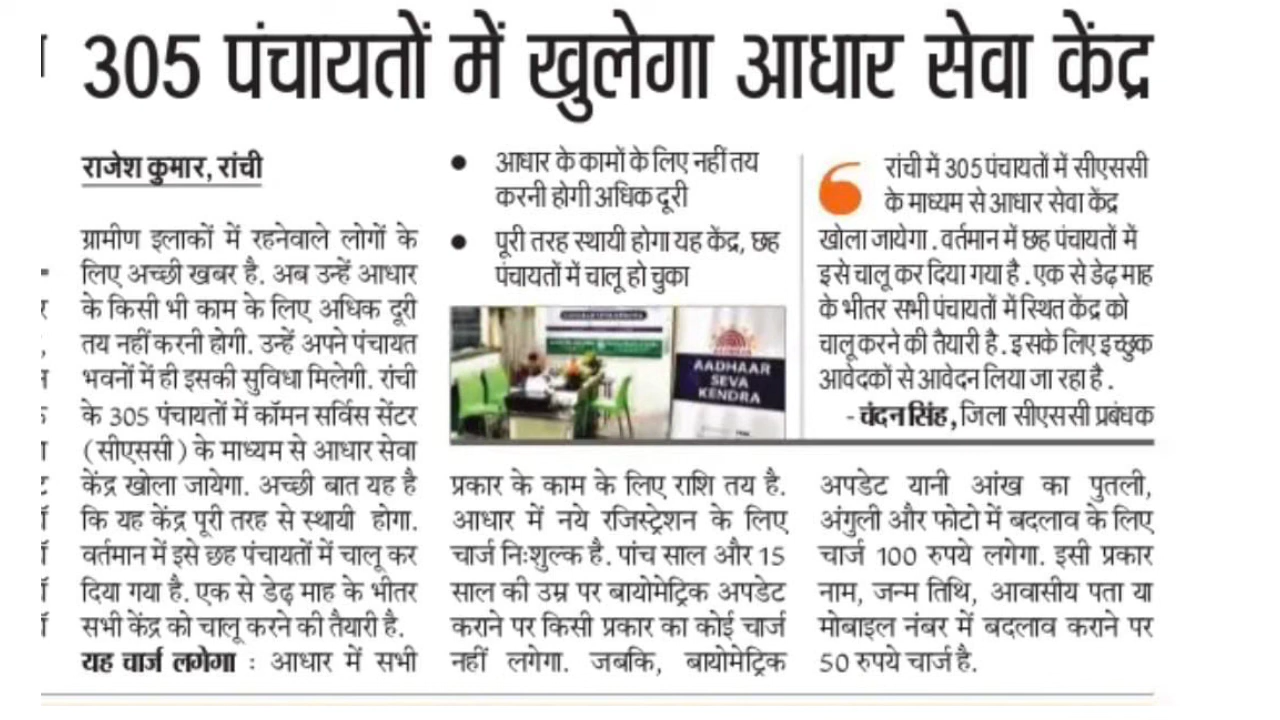 305 पंचायतों में खुलेगा आधार सेवा केंद्र
राजेश कुमार, रांची
ग्रामीण इलाकों में रहनेवाले लोगों के
लिए अच्छी खबर है. अब उन्हें आधार
के किसी भी काम के लिए अधिक दूरी
तय नहीं करनी होगी. उन्हें अपने पंचायत
भवनों में ही इसकी सुविधा मिलेगी. रांची
के 305 पंचायतों में कॉमन सर्विस सेंटर
(सीएससी) के माध्यम से आधार सेवा
केंद्र खोला जायेगा. अच्छी बात यह है
कि यह केंद्र पूरी तरह से स्थायी होगा.
वर्तमान में इसे छह पंचायतों में चालू कर
दिया गया है. एक से डेढ़ माह के भीतर
सभी केंद्र को चालू करने की तैयारी है.
यह चार्ज लगेगा : आधार में सभी
● आधार के कामों के लिए नहीं तय
करनी होगी अधिक दूरी
● पूरी तरह स्थायी होगा यह केंद्र, छह
पंचायतों में चालू हो चुका
AADHAAR
SEVA
KENDRA
रांची में 305 पंचायतों में सीएससी
के माध्यम से आधार सेवा केंद्र
खोला जायेगा. वर्तमान में छह पंचायतों में
इसे चालू कर दिया गया है. एक से डेढ़ माह
के भीतर सभी पंचायतों में स्थित केंद्र को
चालू करने की तैयारी है. इसके लिए इच्छुक
आवेदकों से आवेदन लिया जा रहा है.
- चंदन सिंह, जिला सीएससी प्रबंधक
प्रकार के काम के लिए राशि तय है.
आधार में नये रजिस्ट्रेशन के लिए
चार्ज निःशुल्क है. पांच साल और 15
साल की उम्र पर बायोमेट्रिक अपडेट
कराने पर किसी प्रकार का कोई चार्ज
नहीं लगेगा. जबकि, बायोमेट्रिक
अपडेट यानी आंख का पुतली,
अंगुली और फोटो में बदलाव के लिए
चार्ज 100 रुपये लगेगा. इसी प्रकार
नाम, जन्म तिथि, आवासीय पता या
मोबाइल नंबर में बदलाव कराने पर
50 रुपये चार्ज है.